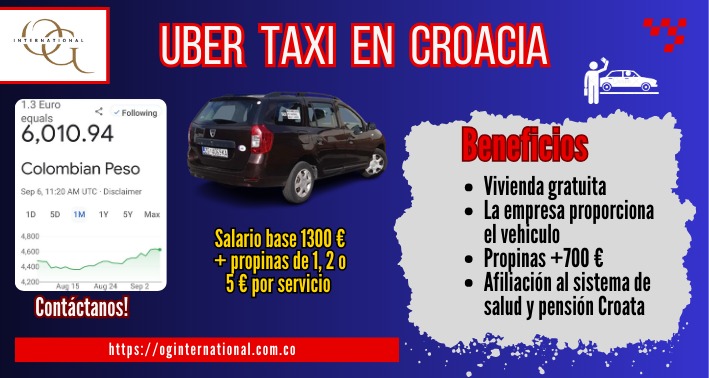 OG
INTERNATIONAL
UBER TAXI EN CROACIA
1.3 Euro
equals
Following
6,010.94
Colombian Peso
Sep 6, 11:20 AM UTC · Disclaimer
1D 5D 1M 1Y 5Y Max
4,800
4,600
4,400
4,200
Aug 15 Aug 24 Sep 2
Contáctanos!
Salario base 1300 €
+ propinas de 1, 2 o
5 € por servicio
Beneficios
• Vivienda gratuita
• La empresa proporciona
el vehiculo
• Propinas +700 €
• Afiliación al sistema de
salud y pensión Croata
https://oginternational.com.co